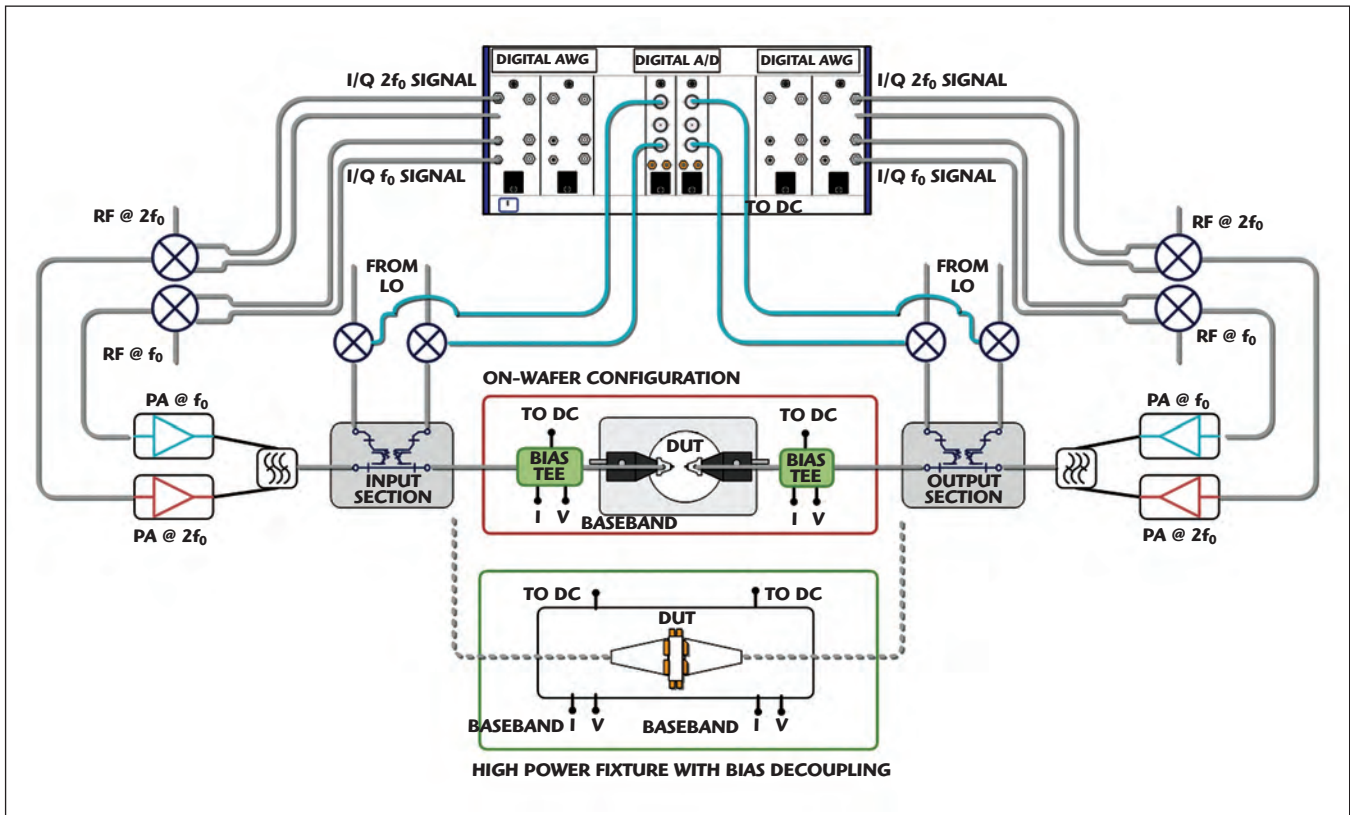 DIGITAL AWG
DIGITAL A/D
DIGITAL AWG
I/Q 2f₀ SIGNAL
I/Q 2f₀ SIGNAL
I/Q f₀ SIGNAL
I/Q f₀ SIGNAL
TO DC
RF @ 2f₀
RF @ 2f₀
FROM
LO
FROM
LO
RF @ f₀
RF @ f₀
ON-WAFER CONFIGURATION
PA @ f₀
PA @ f₀
TO DC
TO DC
DUT
BIAS
TEE
BIAS
TEE
INPUT
SECTION
OUTPUT
SECTION
I V
BASEBAND
I V
PA @ 2f₀
PA @ 2f₀
TO DC
TO DC
DUT
BASEBAND I V
BASEBAND I V
HIGH POWER FIXTURE WITH BIAS DECOUPLING